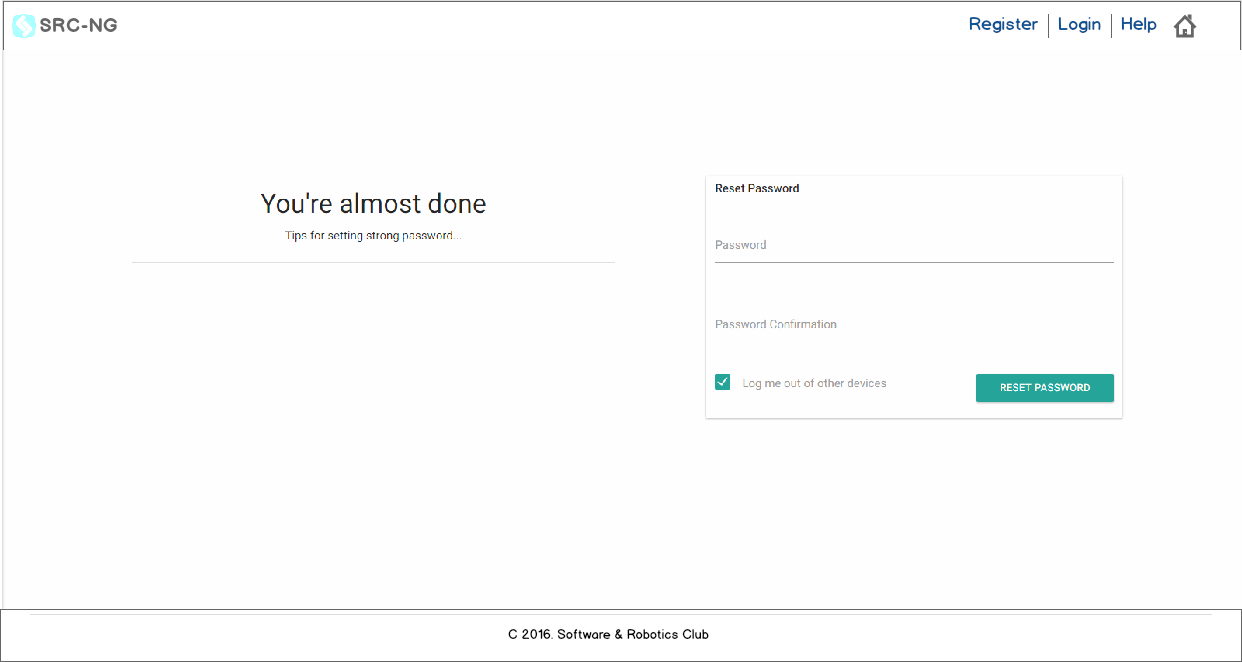 SRC-NG
Register
Login
Help
You're almost done
Tips for setting strong password...
Reset Password
Password
Password Confirmation
Log me out of other devices
RESET PASSWORD
C 2016. Software & Robotics Club